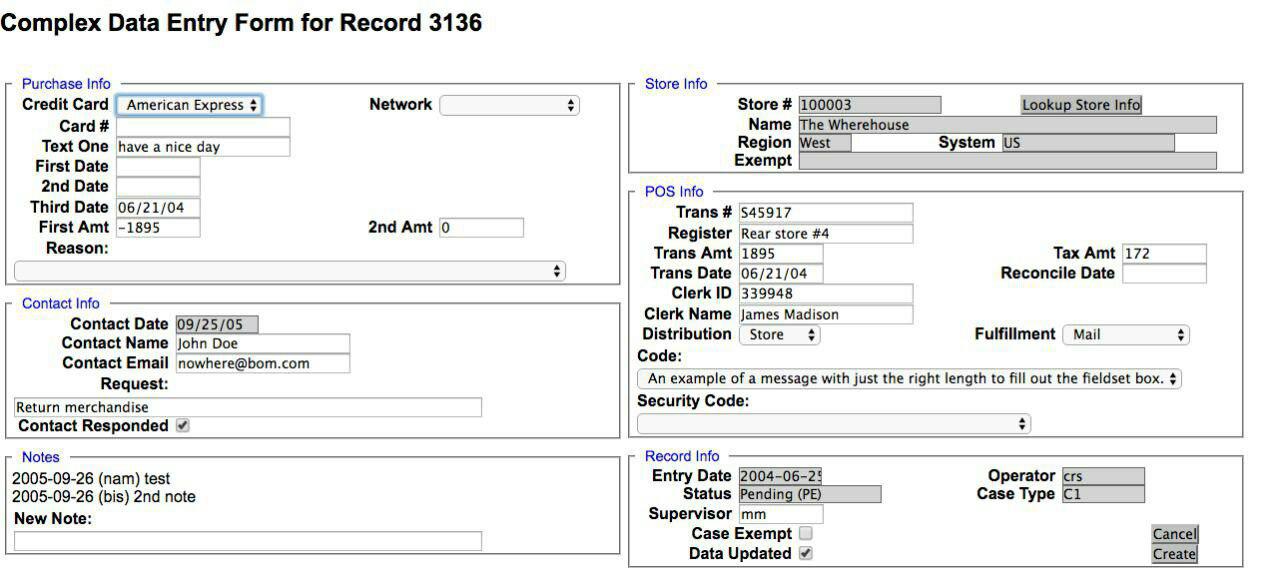 Complex Data Entry Form for Record 3136
Purchase Info
Credit Card American Express Network
Card #
Text One have a nice day
First Date
2nd Date
Third Date 06/21/04
First Amt -1895 2nd Amt 0
Reason:
Contact Info
Contact Date 09/25/05
Contact Name John Doe
Contact Email nowhere@bom.com
Request:
Return merchandise
Contact Responded
Notes
2005-09-26 (nam) test
2005-09-26 (bis) 2nd note
New Note:
Store Info
Store # 100003 Lookup Store Info
Name The Wherehouse
Region West System US
Exempt
POS Info
Trans # S45917
Register Rear store #4
Trans Amt 1895 Tax Amt 172
Trans Date 06/21/04 Reconcile Date
Clerk ID 339948
Clerk Name James Madison
Distribution Store Fulfillment Mail
Code:
An example of a message with just the right length to fill out the fieldset box.
Security Code:
Record Info
Entry Date 2004-06-25 Operator crs
Status Pending (PE) Case Type C1
Supervisor mm
Case Exempt Cancel
Data Updated Create